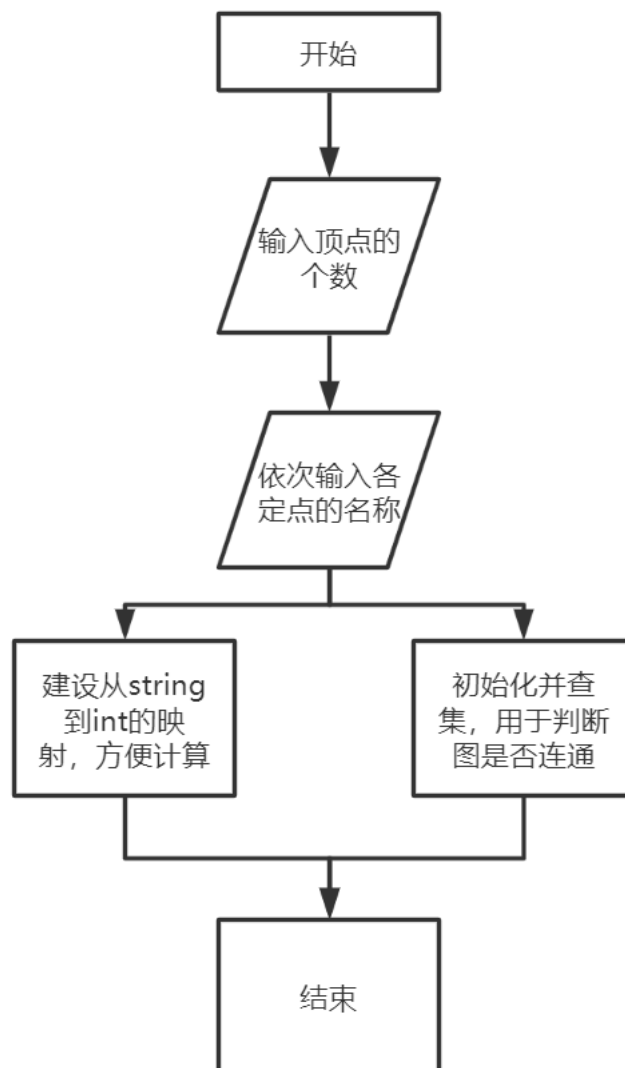 开始
输入顶点的
个数
依次输入各
定点的名称
建设从string
到int的映
射，方便计算
初始化并查
集，用于判断
图是否连通
结束